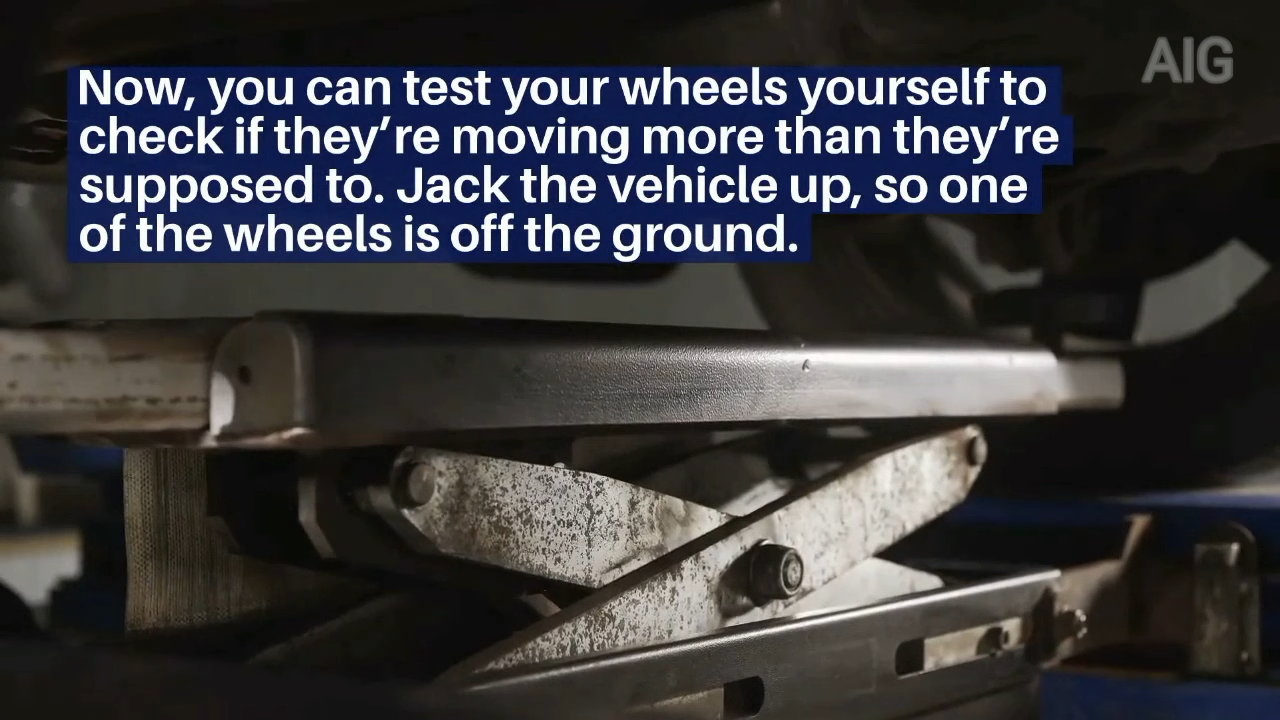 AIG
Now, you can test your wheels yourself to
check if they’re moving more than they’re
supposed to. Jack the vehicle up, so one
of the wheels is off the ground.